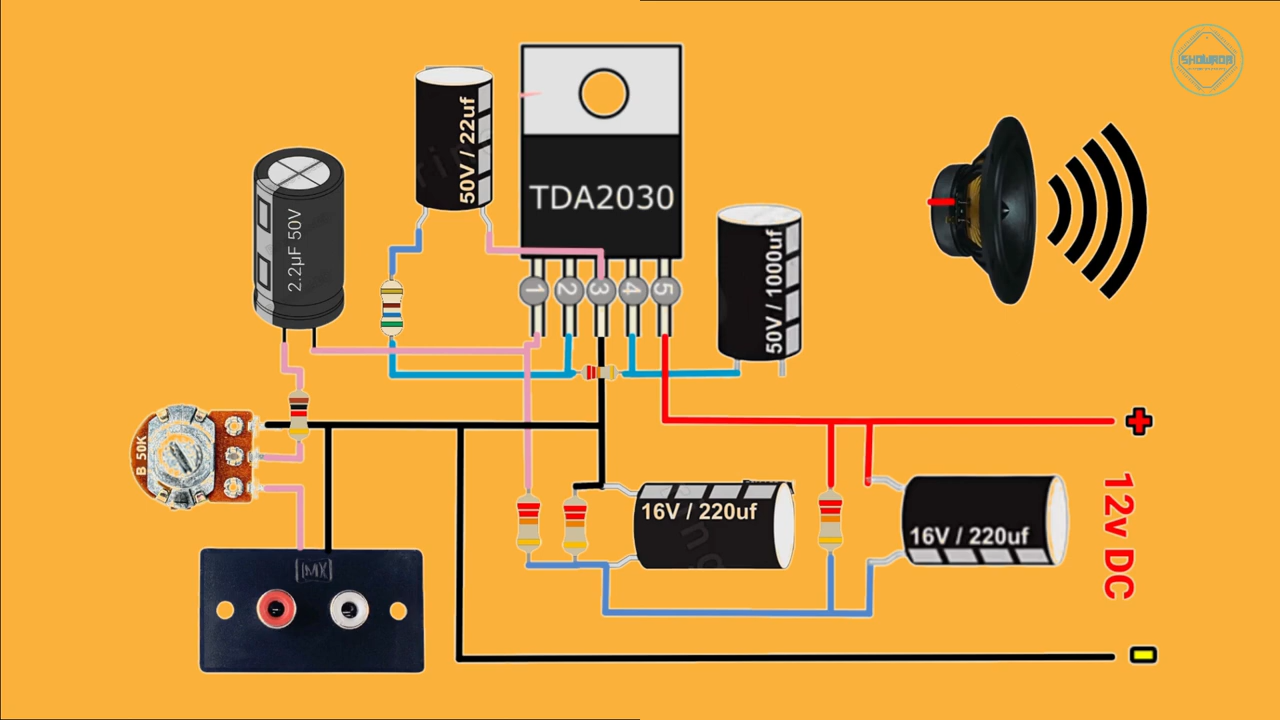 SHOWROB
50V / 22uf
TDA2030
2.2µF 50V
50V / 1000uf
1 2 3 4 5
B 50K
+
16V / 220uf
16V / 220uf
12v DC
MX
-